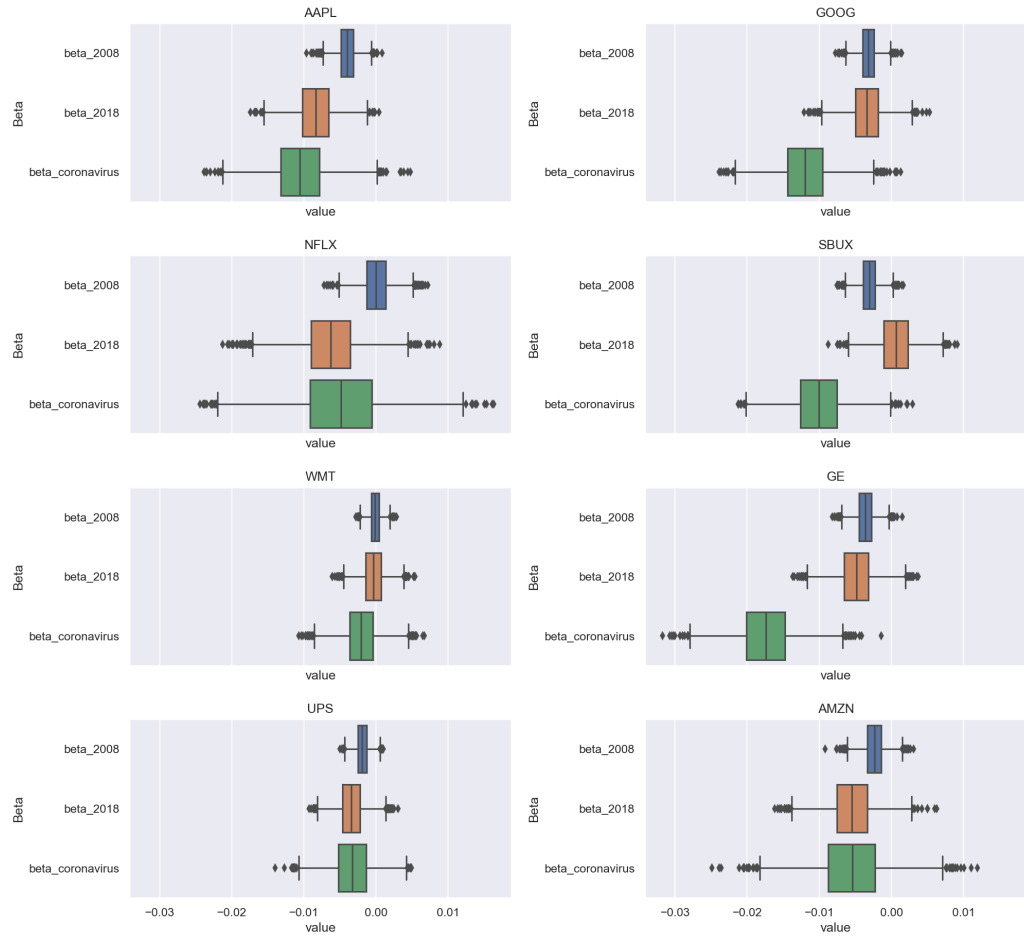 AAPL
beta_2008
beta_2018
beta_coronavirus
Beta
value
GOOG
beta_2008
beta_2018
beta_coronavirus
Beta
value
NFLX
beta_2008
beta_2018
beta_coronavirus
Beta
value
SBUX
beta_2008
beta_2018
beta_coronavirus
Beta
value
WMT
beta_2008
beta_2018
beta_coronavirus
Beta
value
GE
beta_2008
beta_2018
beta_coronavirus
Beta
value
UPS
beta_2008
beta_2018
beta_coronavirus
Beta
−0.03 −0.02 −0.01 0.00 0.01
value
AMZN
beta_2008
beta_2018
beta_coronavirus
Beta
−0.03 −0.02 −0.01 0.00 0.01
value